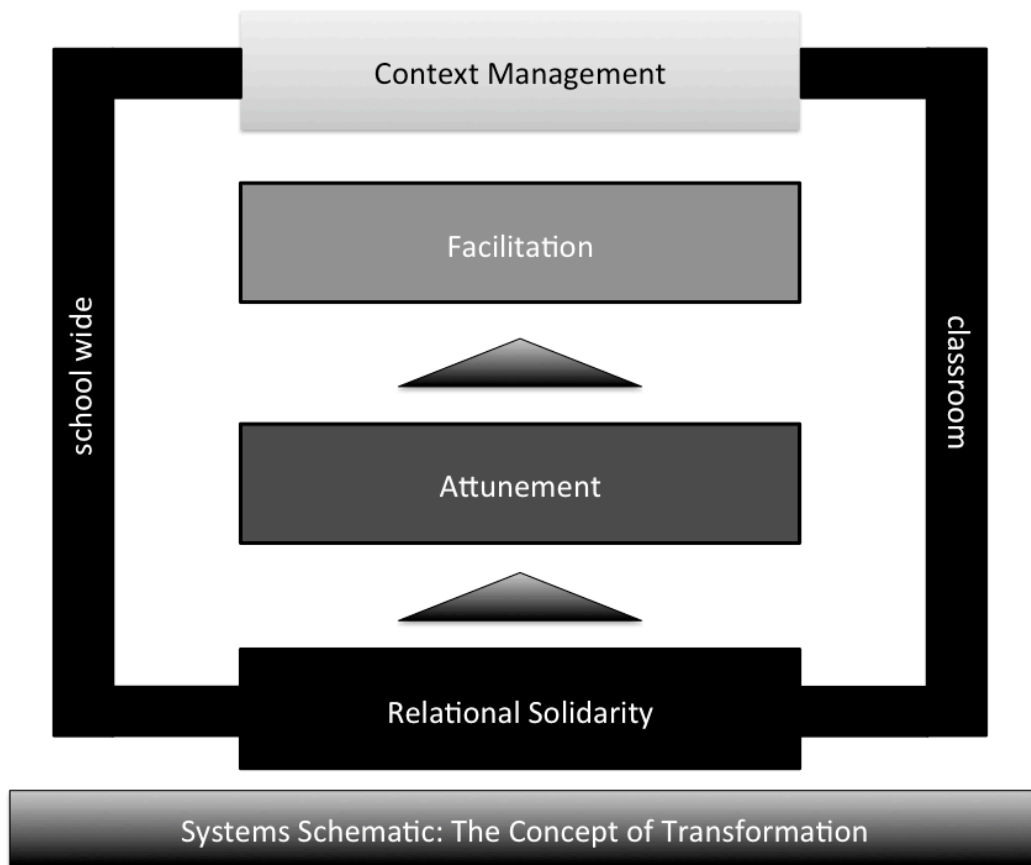 Context Management
Facilitation
school wide
classroom
Attunement
Relational Solidarity
Systems Schematic: The Concept of Transformation